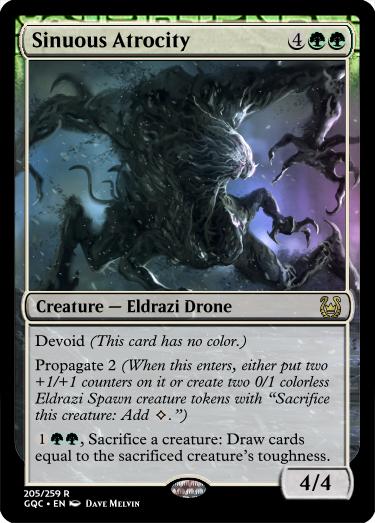 Sinuous Atrocity 4
Creature — Eldrazi Drone
Devoid (This card has no color.)
Propagate 2 (When this enters, either put two
+1/+1 counters on it or create two 0/1 colorless
Eldrazi Spawn creature tokens with “Sacrifice
this creature: Add .”)
1 , Sacrifice a creature: Draw cards
equal to the sacrificed creature's toughness.
4/4
205/259 R
GQC • EN Dave Melvin